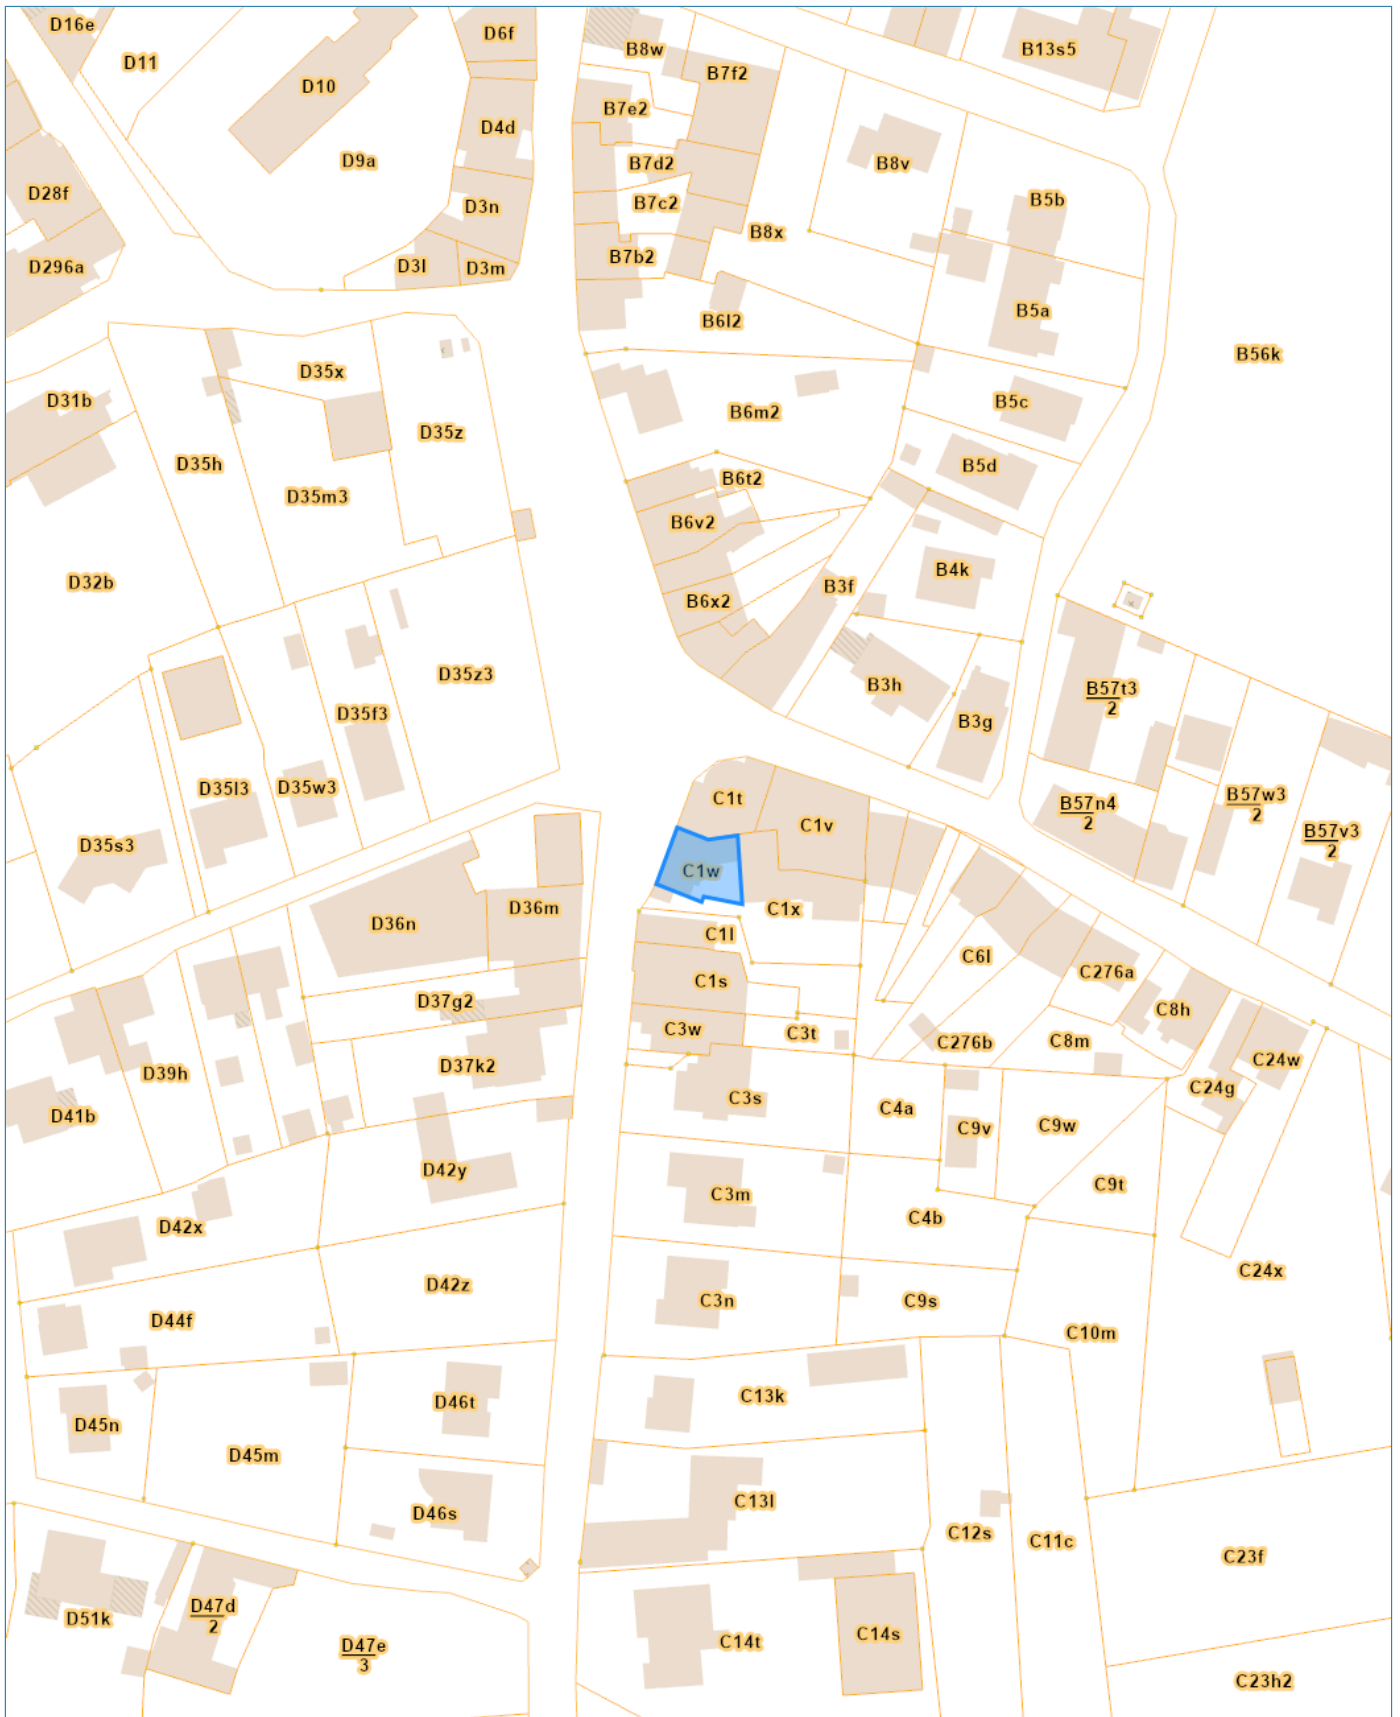 D16e
D6f
B8w
B13s5
D11
B7f2
D10
B7e2
D4d
D9a
B7d2
B8v
D28f
D3n
B7c2
B5b
B8x
D296a
D3l
D3m
B7b2
B5a
B6l2
B56k
D35x
D31b
B5c
B6m2
D35z
D35h
B5d
B6t2
D35m3
B6v2
D32b
B4k
B3f
B6x2
D35z3
B3h
B57t3
2
D35f3
B3g
D35l3
D35w3
C1t
B57w3
2
B57n4
2
C1v
B57v3
2
D35s3
C1w
D36m
C1x
D36n
C1l
C6l
C276a
C1s
D37g2
C8h
C3w
C3t
C276b
C8m
C24w
D39h
D37k2
C24g
C3s
C4a
D41b
C9v
C9w
D42y
C9t
C3m
D42x
C4b
C24x
D42z
C3n
C9s
D44f
C10m
C13k
D46t
D45n
D45m
C13l
D46s
C12s
C11c
C23f
D47d
2
D51k
C14s
C14t
D47e
3
C23h2